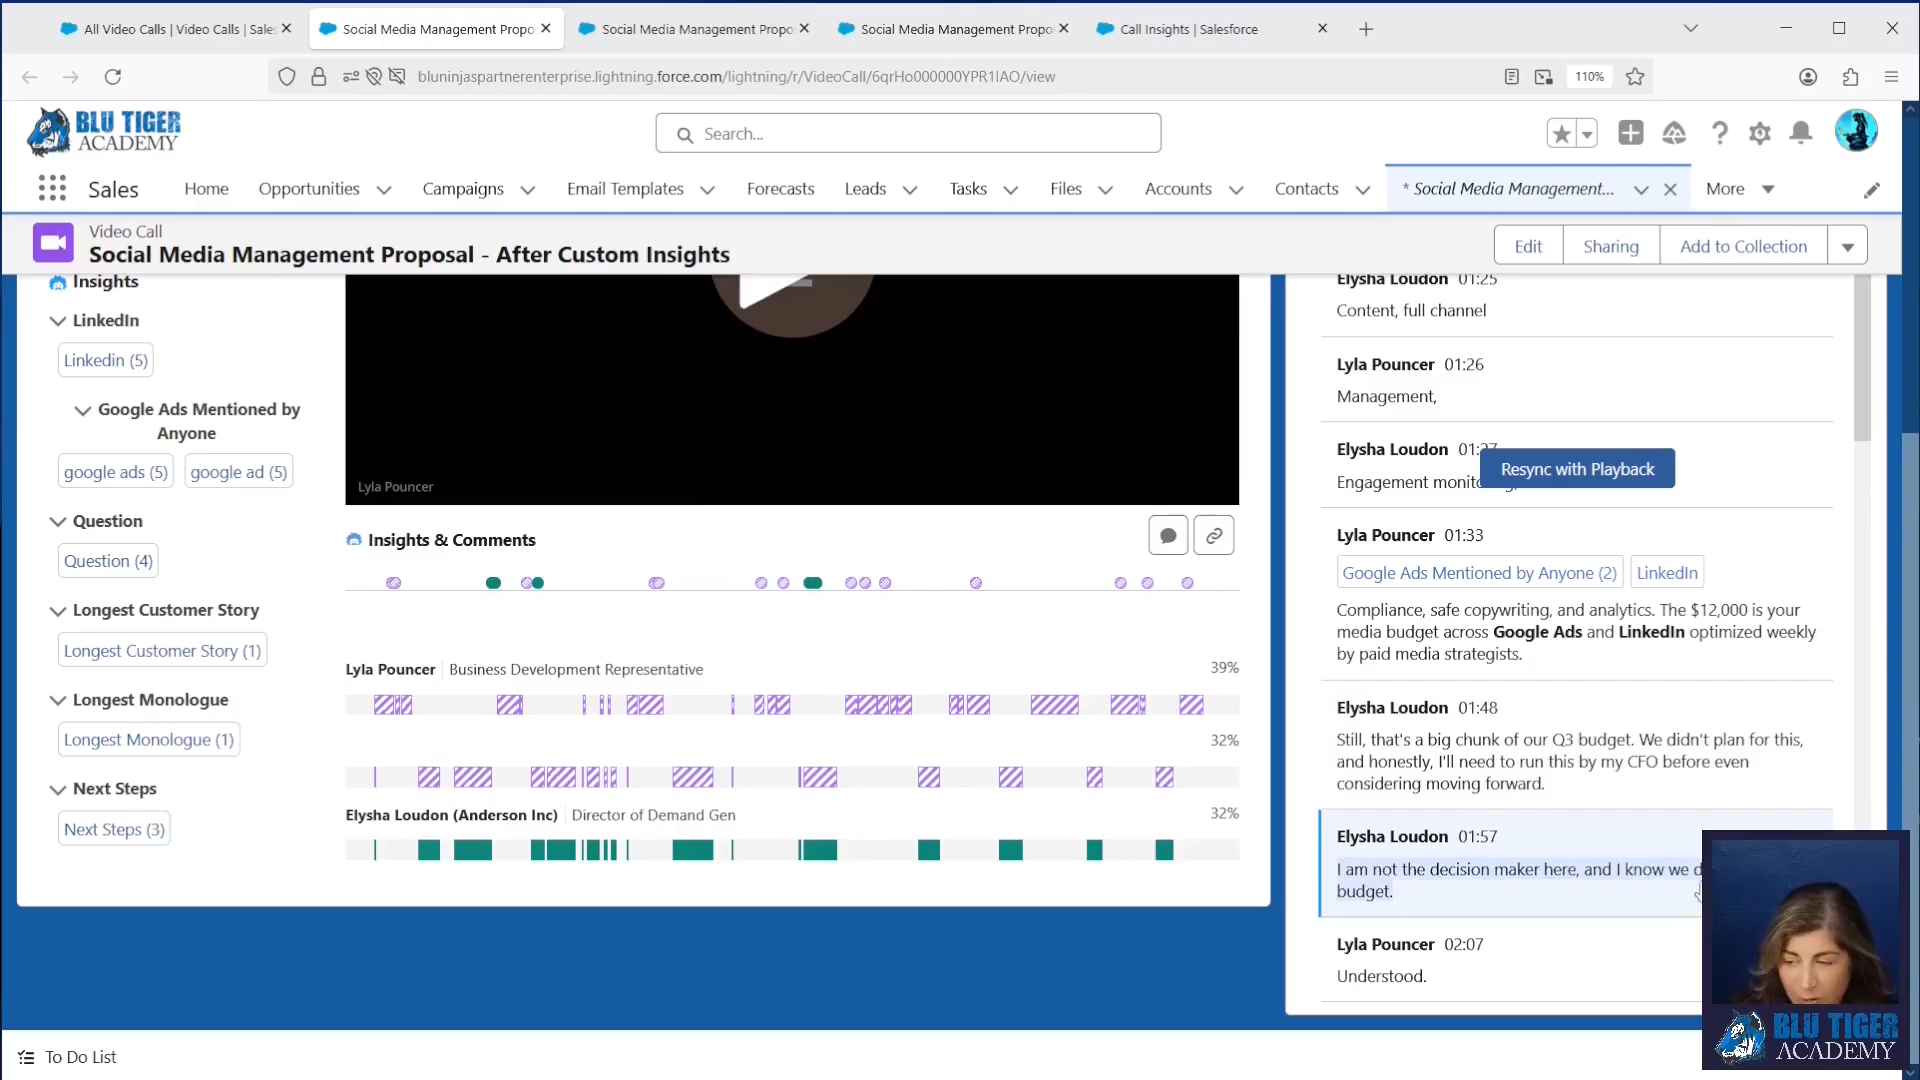 All Video Calls | Video Calls | Sale
Social Media Management Propo
Social Media Management Propo
Social Media Management Propo
Call Insights | Salesforce
bluninjaspartnerenterprise.lightning.force.com/lightning/r/VideoCall/6qrHo000000YPR1IAO/view
110%
BLU TIGER
ACADEMY
Search...
Sales
Home
Opportunities
Campaigns
Email Templates
Forecasts
Leads
Tasks
Files
Accounts
Contacts
* Social Media Management...
More
Video Call
Social Media Management Proposal - After Custom Insights
Edit
Sharing
Add to Collection
Insights
LinkedIn
Linkedin (5)
Google Ads Mentioned by
Anyone
google ads (5)
google ad (5)
Question
Question (4)
Longest Customer Story
Longest Customer Story (1)
Longest Monologue
Longest Monologue (1)
Next Steps
Next Steps (3)
Lyla Pouncer
Insights & Comments
Lyla Pouncer | Business Development Representative
39%
32%
Elysha Loudon (Anderson Inc) | Director of Demand Gen
32%
Elysha Loudon 01:25
Content, full channel
Lyla Pouncer 01:26
Management,
Elysha Loudon 01:27
Resync with Playback
Engagement monitoring,
Lyla Pouncer 01:33
Google Ads Mentioned by Anyone (2)
LinkedIn
Compliance, safe copywriting, and analytics. The $12,000 is your
media budget across Google Ads and LinkedIn optimized weekly
by paid media strategists.
Elysha Loudon 01:48
Still, that's a big chunk of our Q3 budget. We didn't plan for this,
and honestly, I'll need to run this by my CFO before even
considering moving forward.
Elysha Loudon 01:57
I am not the decision maker here, and I know we d
budget.
Lyla Pouncer 02:07
Understood.
BLU TIGER
ACADEMY
To Do List